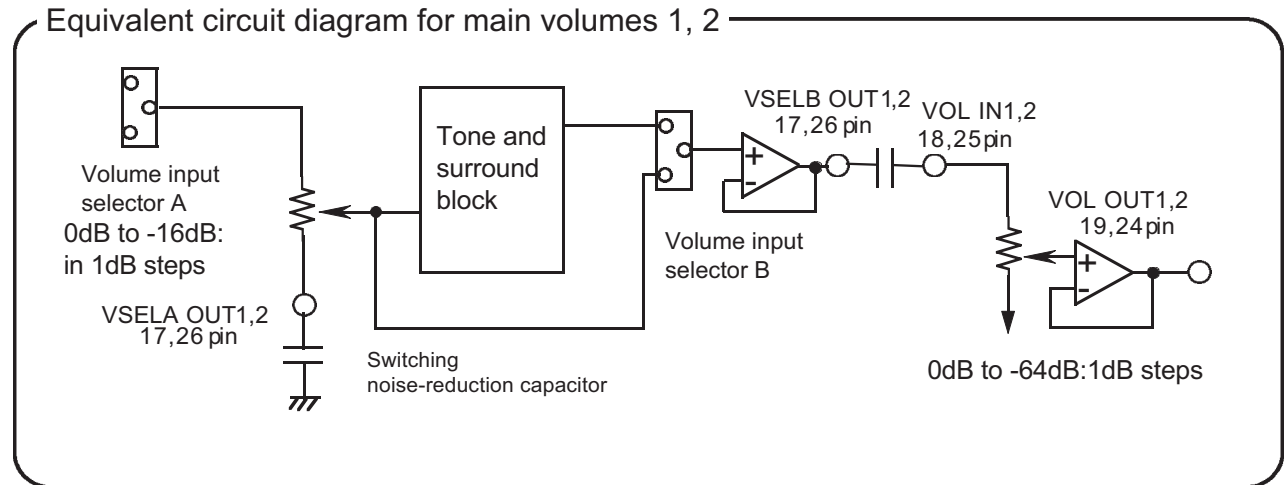 Equivalent circuit diagram for main volumes 1, 2
Volume input
selector A
0dB to -16dB:
in 1dB steps
VSELA OUT1,2
17,26 pin
Switching
noise-reduction capacitor
Tone and
surround
block
Volume input
selector B
VSELB OUT1,2
17,26 pin
+
-
VOL IN1,2
18,25pin
VOL OUT1,2
19,24pin
+
-
0dB to -64dB:1dB steps